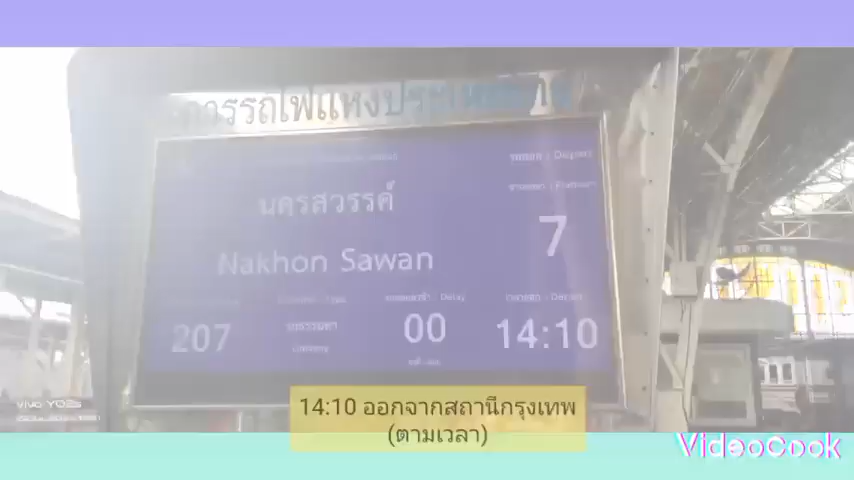 การรถไฟแห่งประเทศไทย
นครสวรรค์
Nakhon Sawan
7
207
รถธรรมดา
Delay
00
14:10
14:10 ออกจากสถานีกรุงเทพ
(ตามเวลา)
vivo Y02s
VideoCook